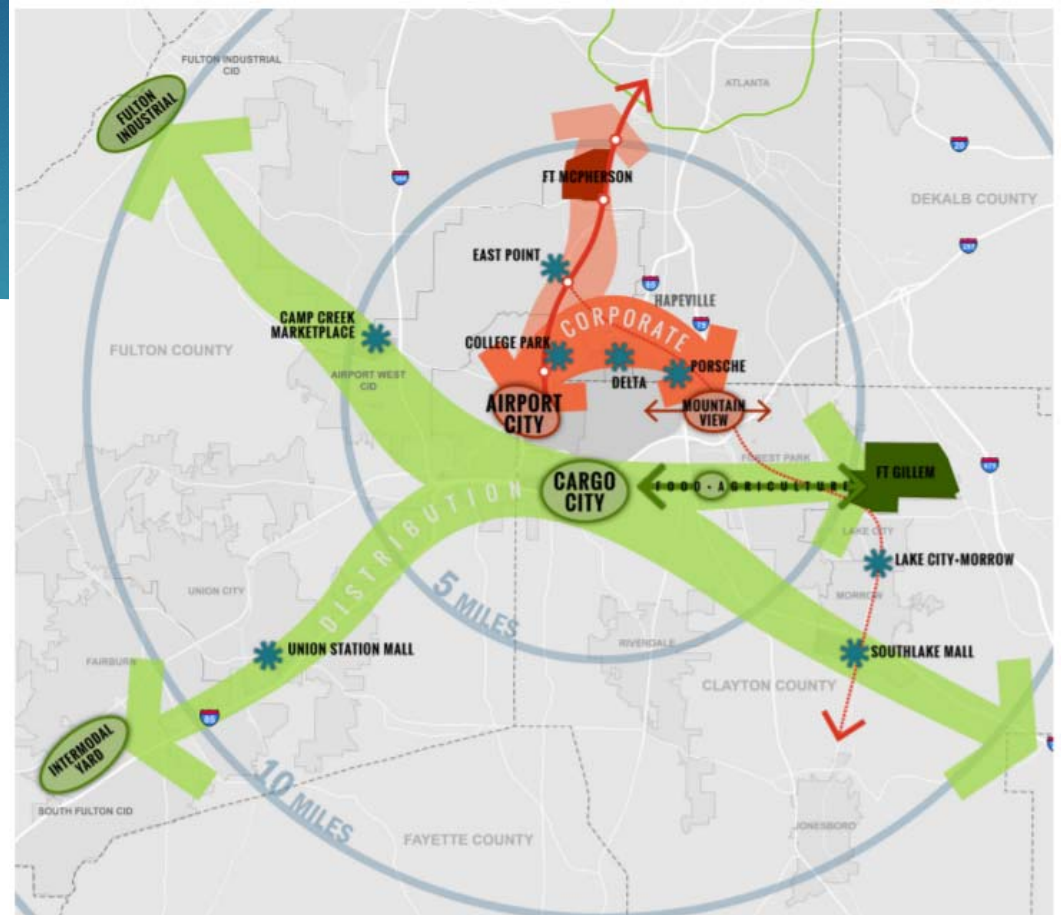 FULTON INDUSTRIAL
CID
FULTON
INDUSTRIAL
ATLANTA
20
FT MCPHERSON
DEKALB COUNTY
EAST POINT
HAPEVILLE
CAMP CREEK
MARKETPLACE
CORPORATE
FULTON COUNTY
COLLEGE PARK
AIRPORT WEST
CID
PORSCHE
DELTA
AIRPORT
CITY
MOUNTAIN
VIEW
FOREST PARK
FT GILLEM
CARGO
CITY
FOOD + AGRICULTURE
DISTRIBUTION
LAKE CITY
LAKE CITY+MORROW
UNION CITY
MORROW
5 MILES
RIVERDALE
UNION STATION MALL
SOUTHLAKE MALL
FAIRBURN
CLAYTON COUNTY
85
INTERMODAL
YARD
10 MILES
SOUTH FULTON CID
JONESBORO
FAYETTE COUNTY